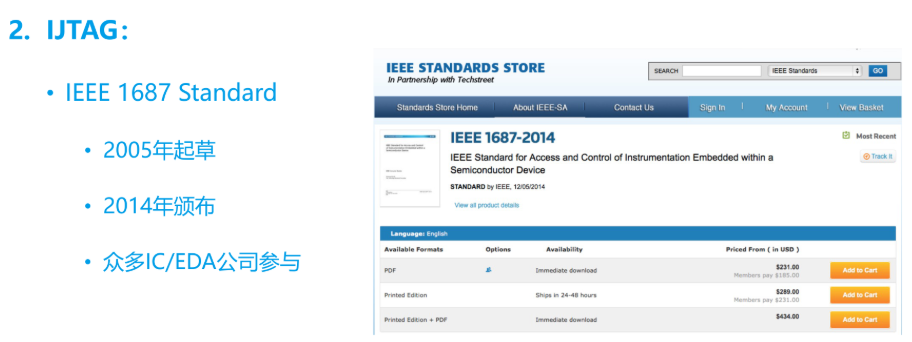 2. IJTAG：
• IEEE 1687 Standard
• 2005年起草
• 2014年颁布
• 众多IC/EDA公司参与
IEEE STANDARDS STORE
In Partnership with Techstreet
SEARCH IEEE Standards GO
Standards Store Home About IEEE-SA Contact Us Sign In | My Account | View Basket
IEEE 1687-2014
Most Recent
IEEE Standard for Access and Control of Instrumentation Embedded within a
Semiconductor Device
Track It
STANDARD by IEEE, 12/05/2014
View all product details
Language: English
Available Formats Options Availability Priced From ( in USD )
PDF Immediate download $231.00 Add to Cart
Members pay $185.00
Printed Edition Ships in 24-48 hours $289.00 Add to Cart
Members pay $231.00
Printed Edition + PDF Immediate download $434.00 Add to Cart